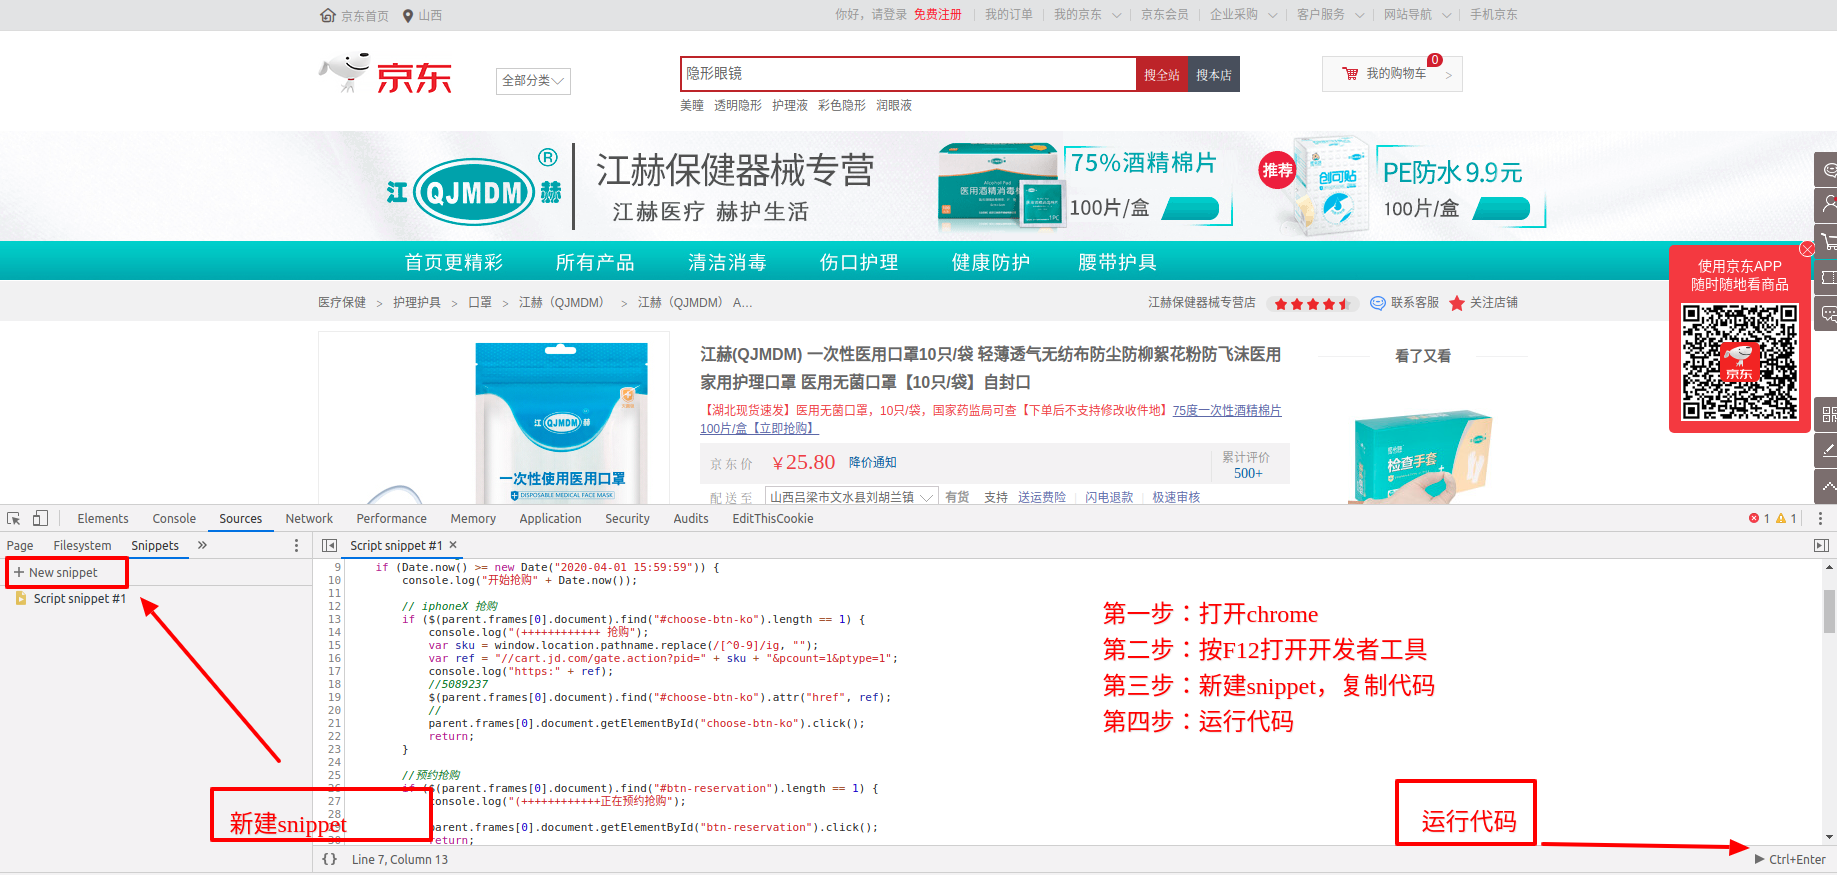 京东首页 山西
你好，请登录 免费注册 我的订单 我的京东 京东会员 企业采购 客户服务 网站导航 手机京东
京东
全部分类
隐形眼镜 搜全站 搜本店
我的购物车 0 >
美瞳 透明隐形 护理液 彩色隐形 润眼液
江 QJMDM 赫 ®
江赫保健器械专营
江赫医疗 赫护生活
75%酒精棉片
100片/盒
推荐
PE防水 9.9元
100片/盒
医用酒精消毒棉
创可贴
首页更精彩 所有产品 清洁消毒 伤口护理 健康防护 腰带护具
使用京东APP
随时随地看商品
京东
医疗保健 > 护理护具 > 口罩 > 江赫（QJMDM） > 江赫（QJMDM） A...
江赫保健器械专营店 联系客服 关注店铺
江 QJMDM 赫
一次性使用医用口罩
DISPOSABLE MEDICAL FACE MASK
江赫(QJMDM) 一次性医用口罩10只/袋 轻薄透气无纺布防尘防柳絮花粉防飞沫医用
家用护理口罩 医用无菌口罩【10只/袋】自封口
【湖北现货速发】医用无菌口罩，10只/袋，国家药监局可查【下单后不支持修改收件地】75度一次性酒精棉片
100片/盒【立即抢购】
京 东 价 ￥25.80 降价通知
累计评价
500+
配 送 至 山西吕梁市文水县刘胡兰镇 有货 支持 送运费险 闪电退款 极速审核
看了又看
检查手套
Elements Console Sources Network Performance Memory Application Security Audits EditThisCookie 1 1
Page Filesystem Snippets »
Script snippet #1 ×
+ New snippet
Script snippet #1
9 if (Date.now() >= new Date("2020-04-01 15:59:59")) {
10 console.log("开始抢购" + Date.now());
11
12 // iphoneX 抢购
13 if ($(parent.frames[0].document).find("#choose-btn-ko").length == 1) {
14 console.log("(++++++++++++ 抢购");
15 var sku = window.location.pathname.replace(/[^0-9]/ig, "");
16 var ref = "//cart.jd.com/gate.action?pid=" + sku + "&pcount=1&ptype=1";
17 console.log("https:" + ref);
18 //5089237
19 $(parent.frames[0].document).find("#choose-btn-ko").attr("href", ref);
20 //
21 parent.frames[0].document.getElementById("choose-btn-ko").click();
22 return;
23 }
24
25 //预约抢购
26 if ($(parent.frames[0].document).find("#btn-reservation").length == 1) {
27 console.log("(++++++++++++正在预约抢购");
28
29 parent.frames[0].document.getElementById("btn-reservation").click();
30 return;
第一步：打开chrome
第二步：按F12打开开发者工具
第三步：新建snippet，复制代码
第四步：运行代码
新建snippet
运行代码
{} Line 7, Column 13
Ctrl+Enter